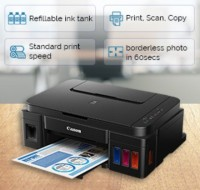 Refillable ink tank
Print, Scan, Copy
Standard print
speed
borderless photo
in 60secs
Canon